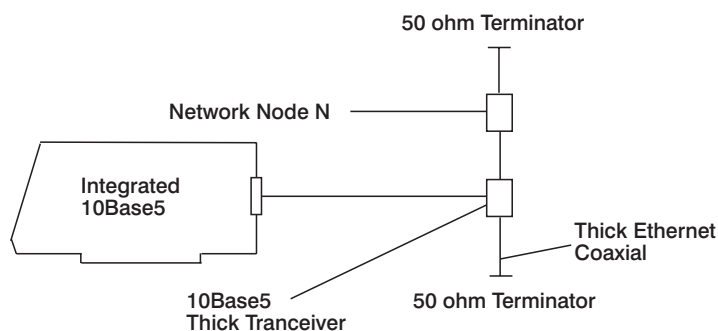 50 ohm Terminator
Network Node N
Integrated
10Base5
Thick Ethernet
Coaxial
10Base5
Thick Tranceiver
50 ohm Terminator